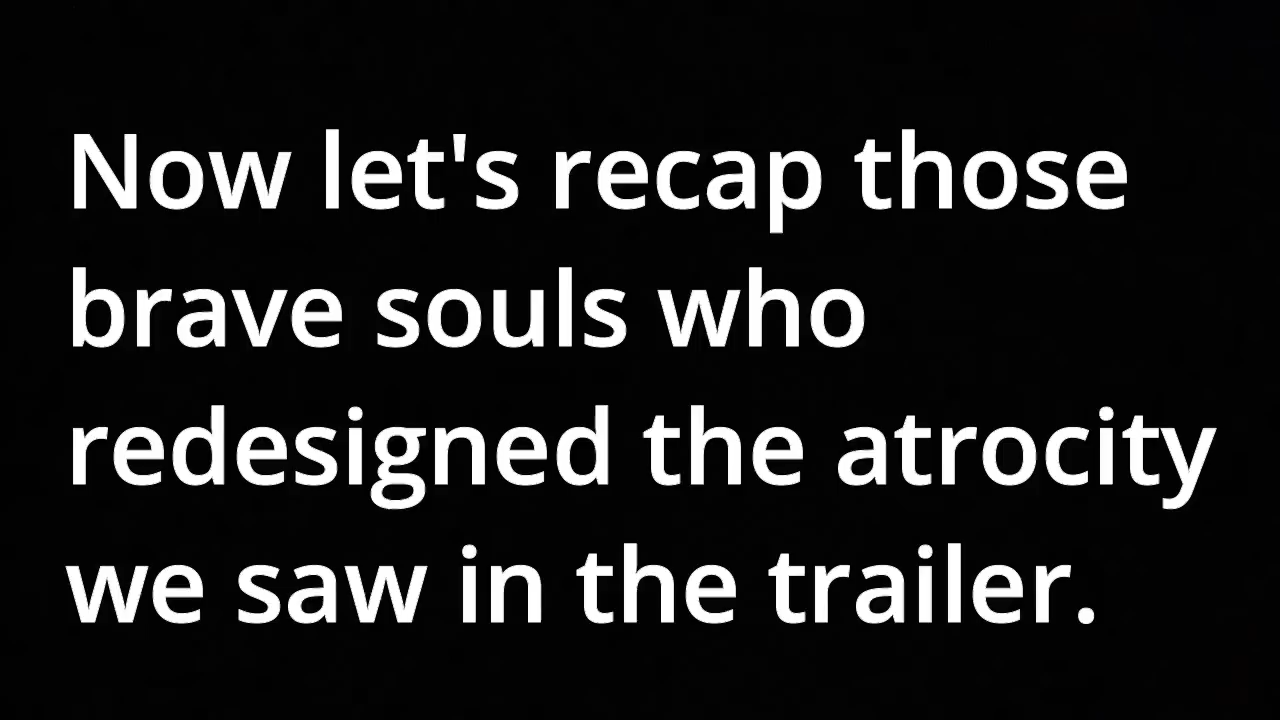 Now let's recap those
brave souls who
redesigned the atrocity
we saw in the trailer.